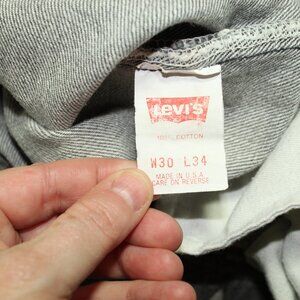 Levi's
100% COTTON
W30 L34
MADE IN U.S.A
CARE ON REVERSE